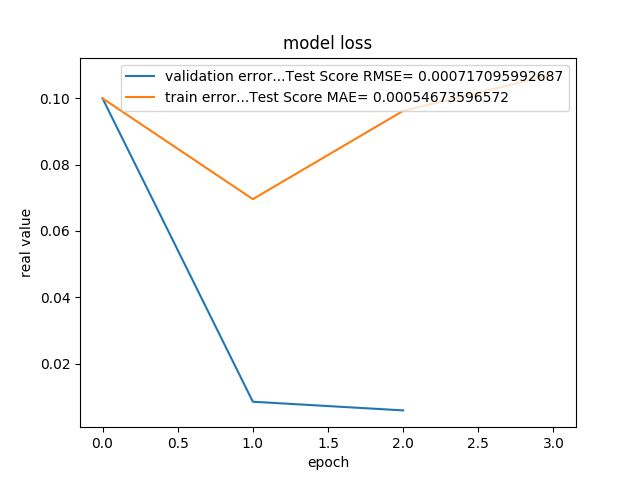 model loss
validation error...Test Score RMSE= 0.000717095992687
train error...Test Score MAE= 0.00054673596572
real value
0.10
0.08
0.06
0.04
0.02
0.0
0.5
1.0
1.5
2.0
2.5
3.0
epoch